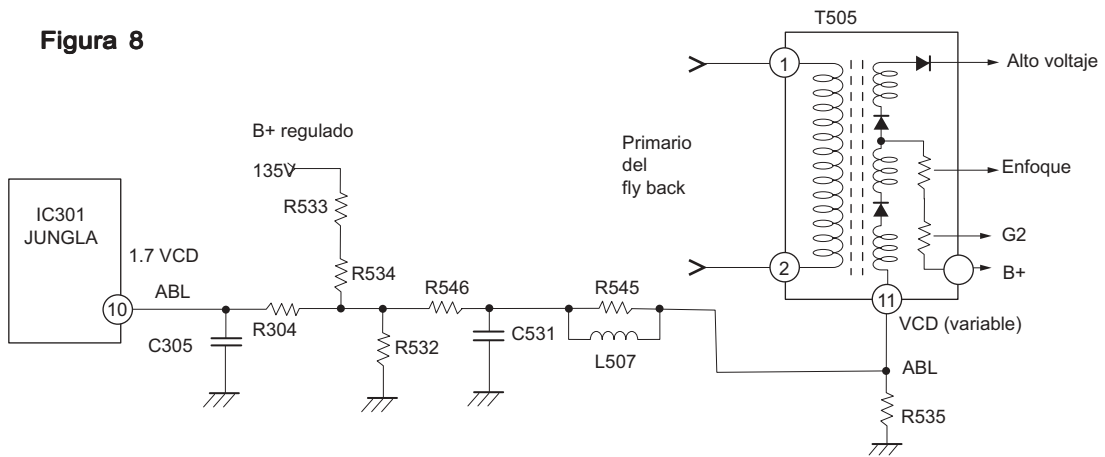 Figura 8
T505
1
Alto voltaje
B+ regulado
135V
Primario
del
fly back
Enfoque
R533
IC301
JUNGLA
G2
1.7 VCD
R534
2
B+
ABL
R546
R545
10
11
R304
VCD (variable)
C305
C531
R532
L507
ABL
R535